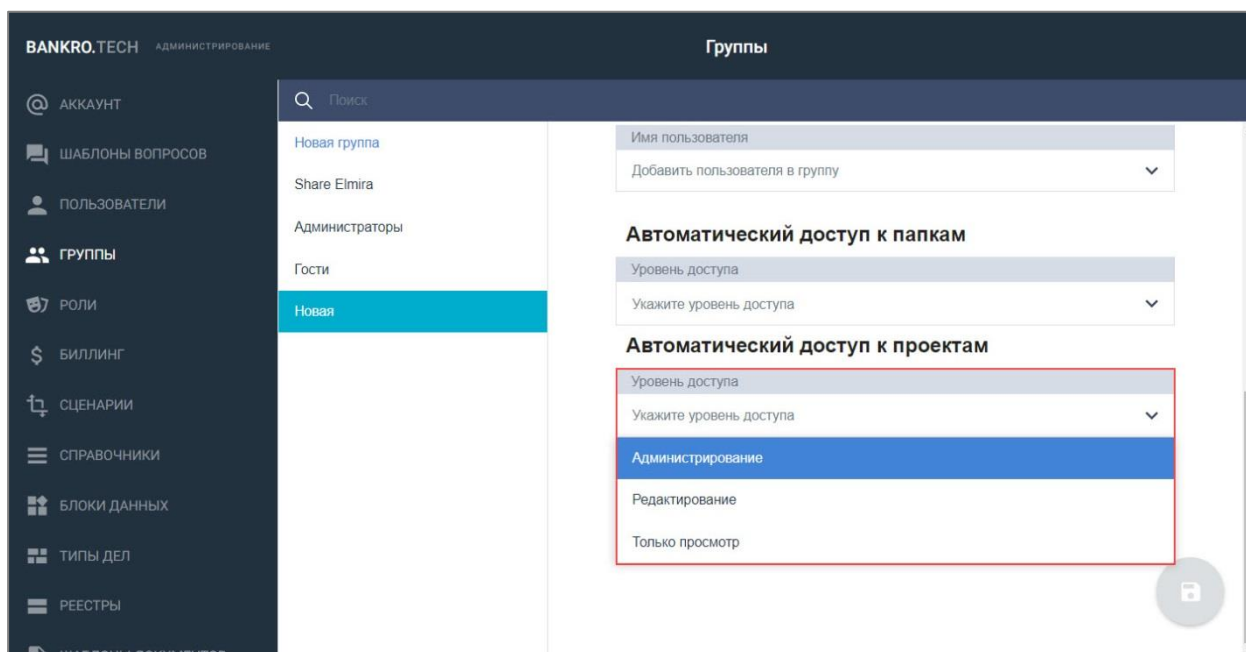 BANKRO.TECH АДМИНИСТРИРОВАНИЕ
Группы
АККАУНТ
ШАБЛОНЫ ВОПРОСОВ
ПОЛЬЗОВАТЕЛИ
ГРУППЫ
РОЛИ
БИЛЛИНГ
СЦЕНАРИИ
СПРАВОЧНИКИ
БЛОКИ ДАННЫХ
ТИПЫ ДЕЛ
РЕЕСТРЫ
Поиск
Новая группа
Share Elmira
Администраторы
Гости
Новая
Имя пользователя
Добавить пользователя в группу
Автоматический доступ к папкам
Уровень доступа
Укажите уровень доступа
Автоматический доступ к проектам
Уровень доступа
Укажите уровень доступа
Администрирование
Редактирование
Только просмотр